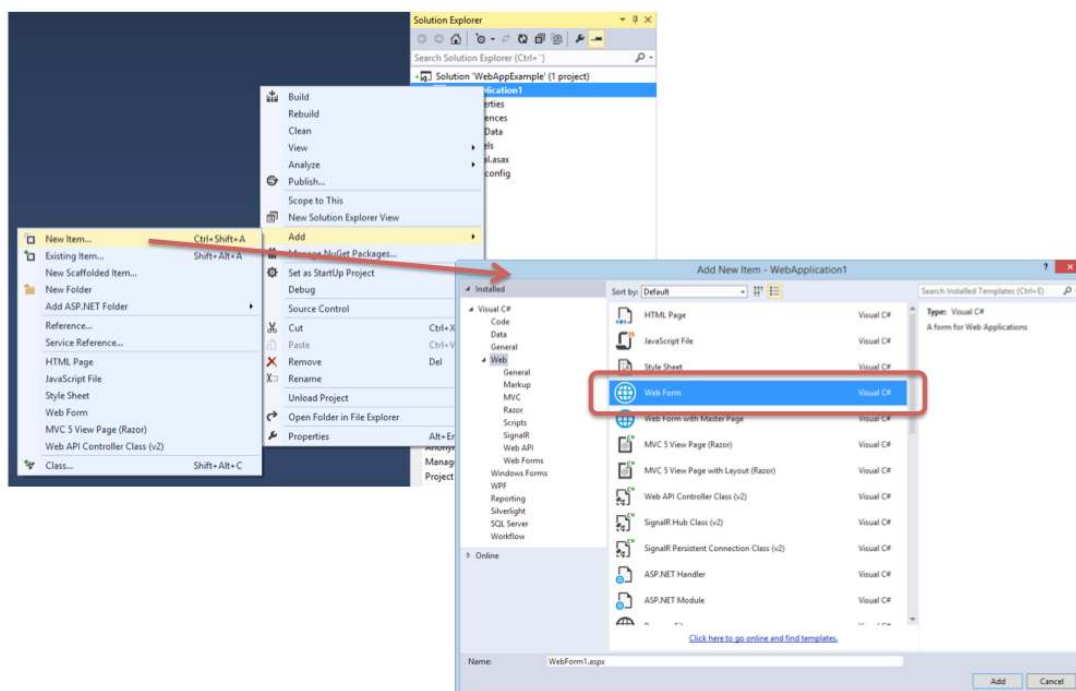 Solution Explorer
Search Solution Explorer (Ctrl+¨)
Solution 'WebAppExample' (1 project)
lication1
erties
ences
Data
els
al.asax
config
Build
Rebuild
Clean
View
Analyze
Publish...
Scope to This
New Solution Explorer View
Add
Manage NuGet Packages...
Set as StartUp Project
Debug
Source Control
Cut Ctrl+X
Paste Ctrl+V
Remove Del
Rename
Unload Project
Open Folder in File Explorer
Properties Alt+En
Manag
Project
New Item... Ctrl+Shift+A
Existing Item... Shift+Alt+A
New Scaffolded Item...
New Folder
Add ASP.NET Folder
Reference...
Service Reference...
HTML Page
JavaScript File
Style Sheet
Web Form
MVC 5 View Page (Razor)
Web API Controller Class (v2)
Class... Shift+Alt+C
Add New Item - WebApplication1
Installed
Sort by: Default
Search Installed Templates (Ctrl+E)
Visual C#
Code
Data
General
Web
General
Markup
MVC
Razor
Scripts
SignalR
Web API
Web Forms
Windows Forms
WPF
Reporting
Silverlight
SQL Server
Workflow
Online
HTML Page Visual C#
JavaScript File Visual C#
Style Sheet Visual C#
Web Form Visual C#
Web Form with Master Page Visual C#
MVC 5 View Page (Razor) Visual C#
MVC 5 View Page with Layout (Razor) Visual C#
Web API Controller Class (v2) Visual C#
SignalR Hub Class (v2) Visual C#
SignalR Persistent Connection Class (v2) Visual C#
ASP.NET Handler Visual C#
ASP.NET Module Visual C#
Type: Visual C#
A form for Web Applications
Click here to go online and find templates.
Name: WebForm1.aspx
Add Cancel